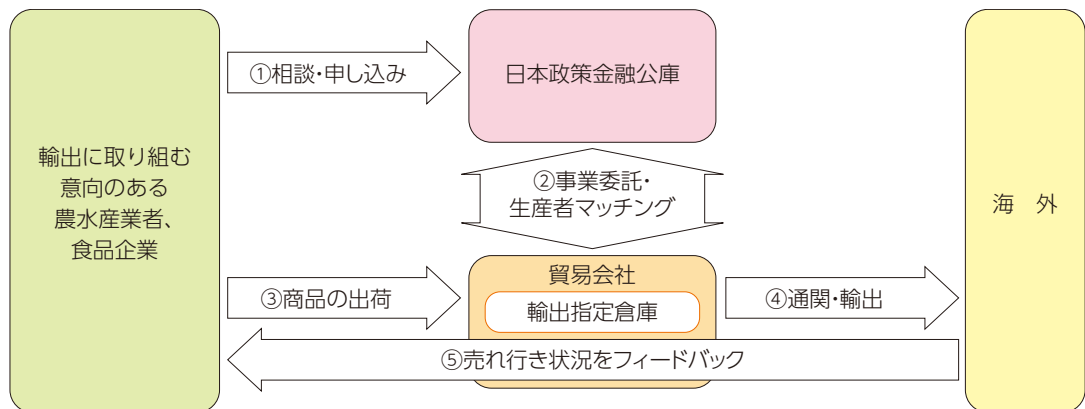 輸出に取り組む
意向のある
農水産業者、
食品企業
①相談・申し込み
日本政策金融公庫
②事業委託・
生産者マッチング
③商品の出荷
貿易会社
輸出指定倉庫
④通関・輸出
⑤売れ行き状況をフィードバック
海　外